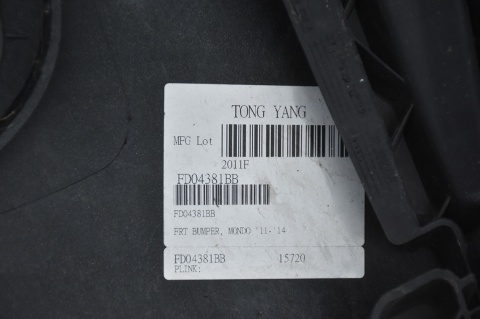 TONG YANG
MFG Lot
2011F
FD04381BB
FD04381BB
FRT BUMPER, MONDO '11-'14
FD04381BB 15720
PLINK: